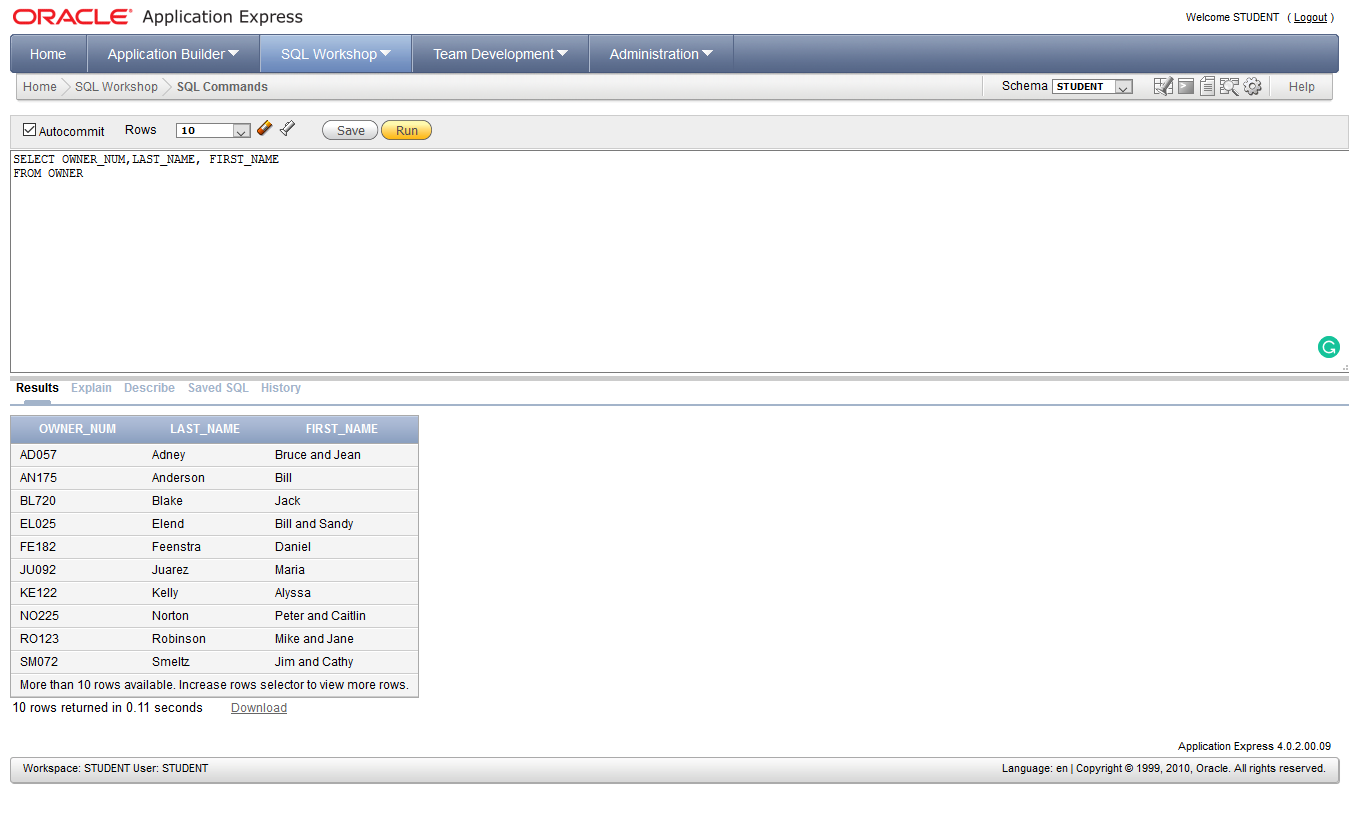 ORACLE Application Express
Welcome STUDENT ( Logout )
Home Application Builder SQL Workshop Team Development Administration
Home SQL Workshop SQL Commands Schema STUDENT Help
Autocommit Rows 10 Save Run
SELECT OWNER_NUM,LAST_NAME, FIRST_NAME
FROM OWNER
Results Explain Describe Saved SQL History
OWNER_NUM LAST_NAME FIRST_NAME
AD057 Adney Bruce and Jean
AN175 Anderson Bill
BL720 Blake Jack
EL025 Elend Bill and Sandy
FE182 Feenstra Daniel
JU092 Juarez Maria
KE122 Kelly Alyssa
NO225 Norton Peter and Caitlin
RO123 Robinson Mike and Jane
SM072 Smeltz Jim and Cathy
More than 10 rows available. Increase rows selector to view more rows.
10 rows returned in 0.11 seconds Download
Application Express 4.0.2.00.09
Workspace: STUDENT User: STUDENT Language: en | Copyright © 1999, 2010, Oracle. All rights reserved.